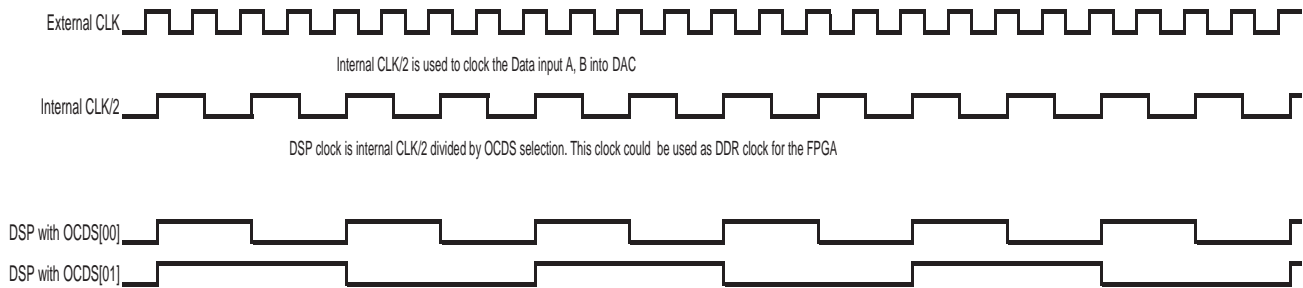 External CLK
Internal CLK/2 is used to clock the Data input A, B into DAC
Internal CLK/2
DSP clock is internal CLK/2 divided by OCDS selection. This clock could be used as DDR clock for the FPGA
DSP with OCDS[00]
DSP with OCDS[01]